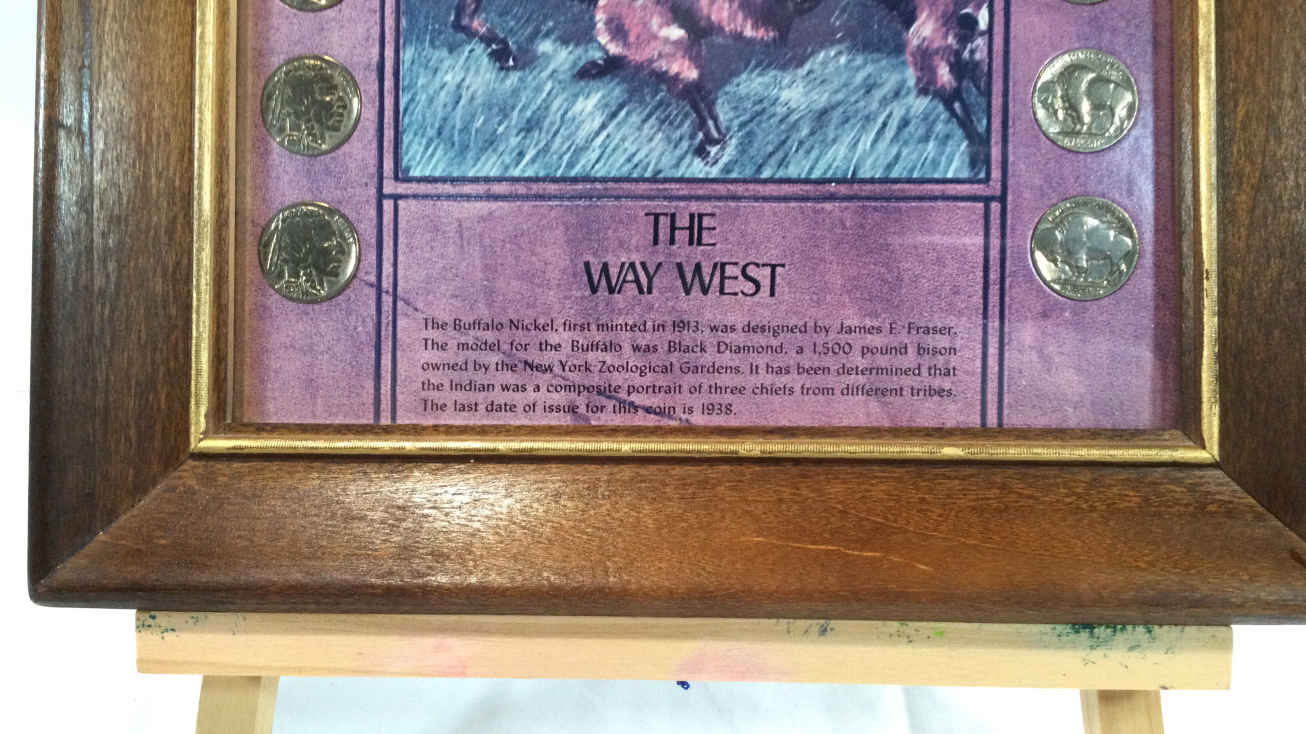 THE
WAY WEST
The Buffalo Nickel, first minted in 1913, was designed by James E. Fraser.
The model for the Buffalo was Black Diamond, a 1,500 pound bison
owned by the New York Zoological Gardens. It has been determined that
the Indian was a composite portrait of three chiefs from different tribes.
The last date of issue for this coin is 1938.